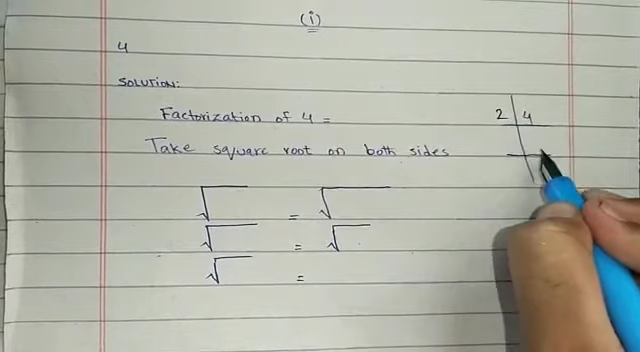 (i)
4
Solution:
Factorization of 4 =
2 4
Take square root on both sides
√ = √
√ = √
√ =